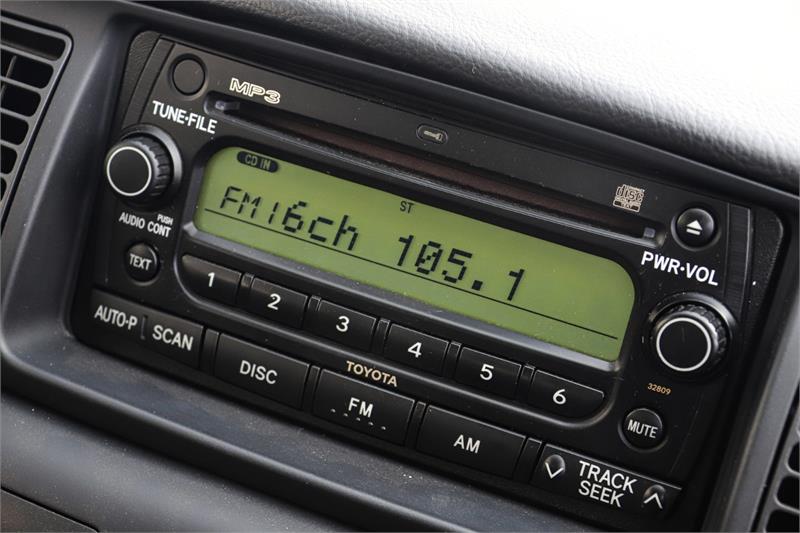 MP3
TUNE•FILE
CD IN
ST
FM16ch 105.1
PUSH
AUDIO CONT
TEXT
PWR•VOL
1 2 3 4 5 6
AUTO•P SCAN
DISC
TOYOTA
FM
AM
32809
MUTE
TRACK
SEEK